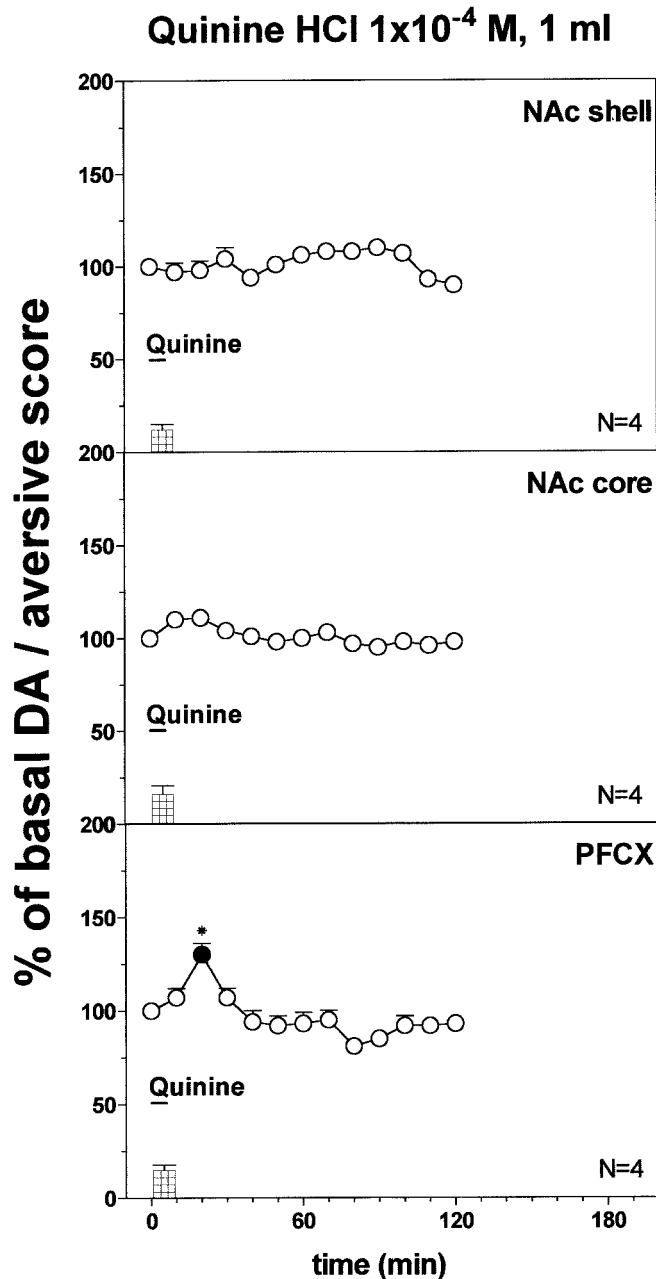 Quinine HCl 1x10⁻⁴ M, 1 ml
% of basal DA / aversive score
200
NAc shell
150
100
50
Quinine
N=4
200
NAc core
150
100
50
Quinine
N=4
200
PFCX
150
*
100
50
Quinine
N=4
0
0
60
120
180
time (min)